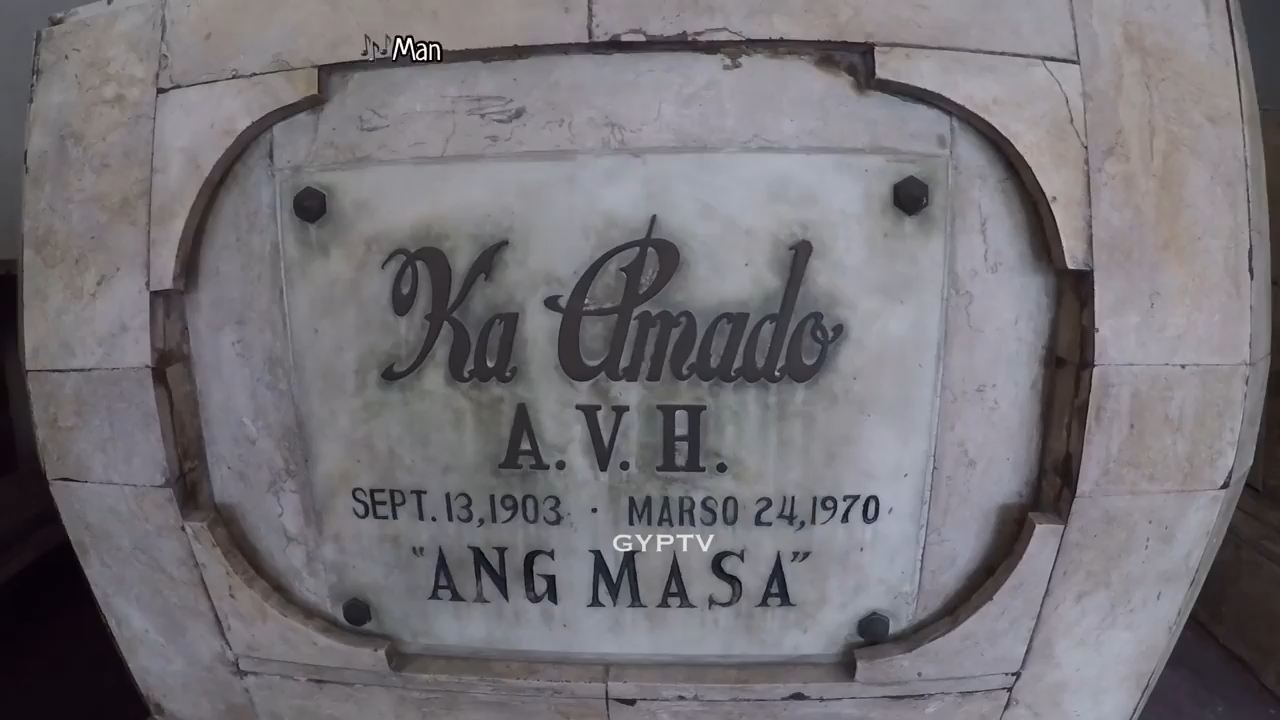 🎶Man
Ka Amado
A. V. H.
SEPT. 13, 1903 · MARSO 24, 1970
GYPTV
"ANG MASA"